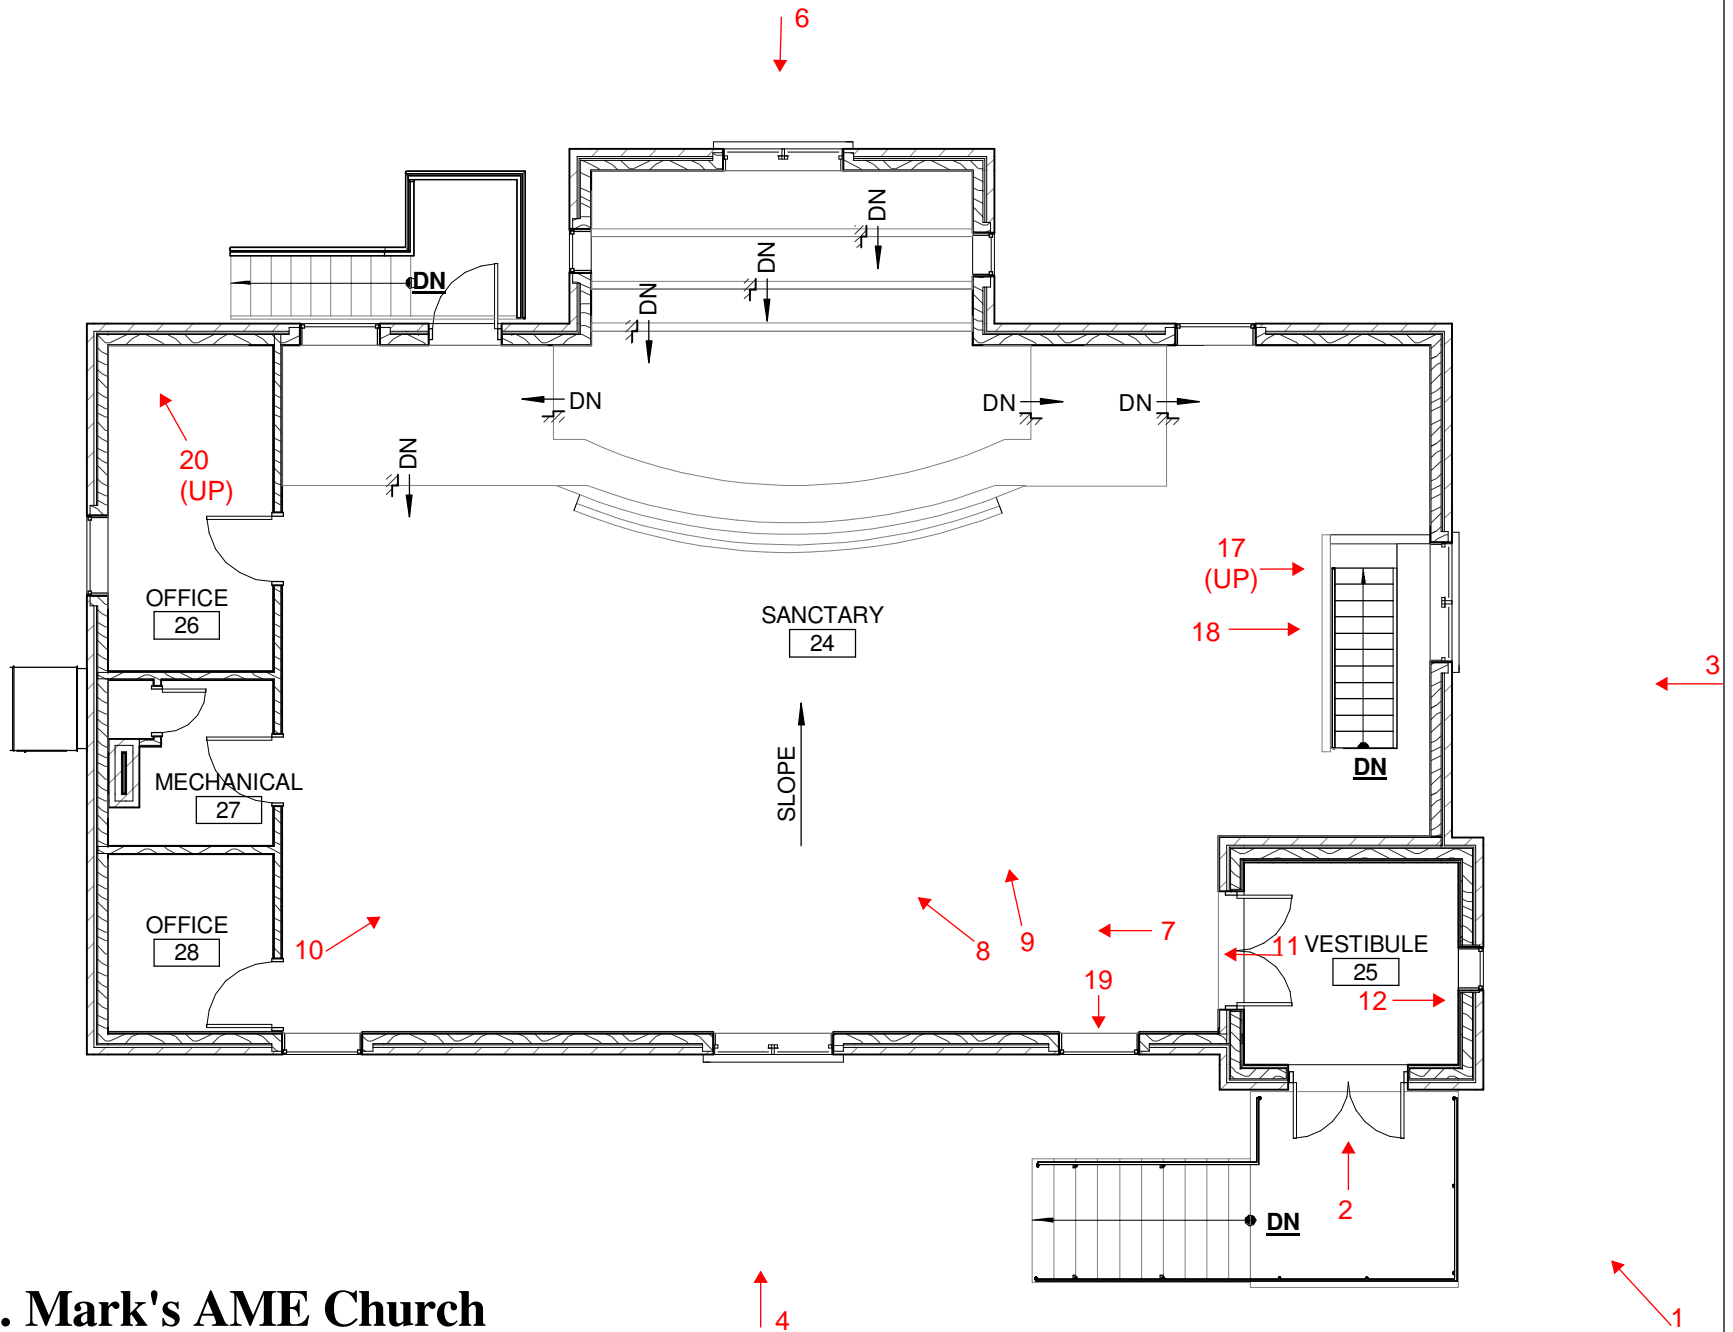 6
DN
DN
DN
DN
DN
DN
DN
DN
20
(UP)
17
(UP)
OFFICE
26
SANCTARY
24
18
3
DN
MECHANICAL
27
SLOPE
OFFICE
28
10
8
9
7
11
VESTIBULE
25
19
12
2
DN
4
1
. Mark's AME Church